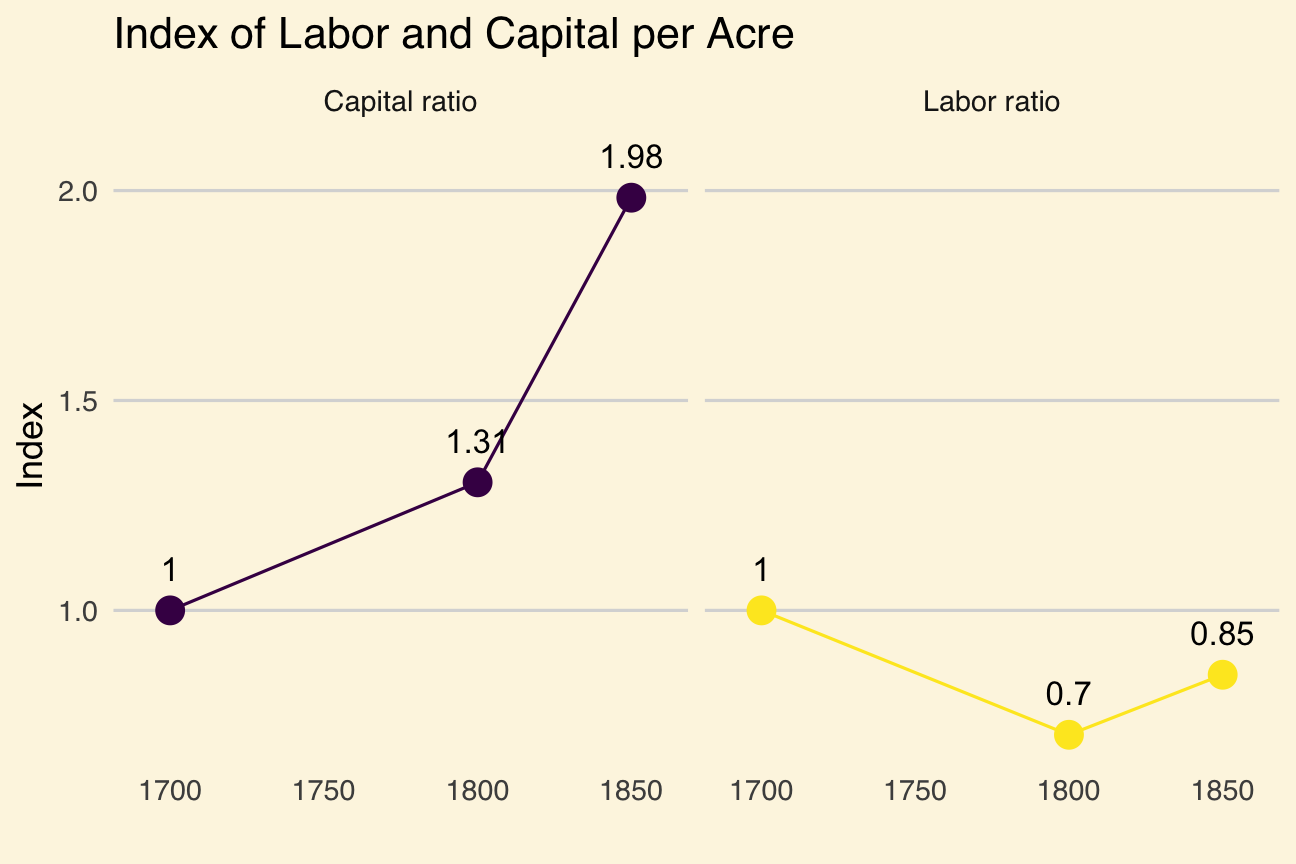 Index of Labor and Capital per Acre
Capital ratio
Labor ratio
Index
2.0
1.5
1.0
1.98
1.31
1
1
0.7
0.85
1700 1750 1800 1850
1700 1750 1800 1850